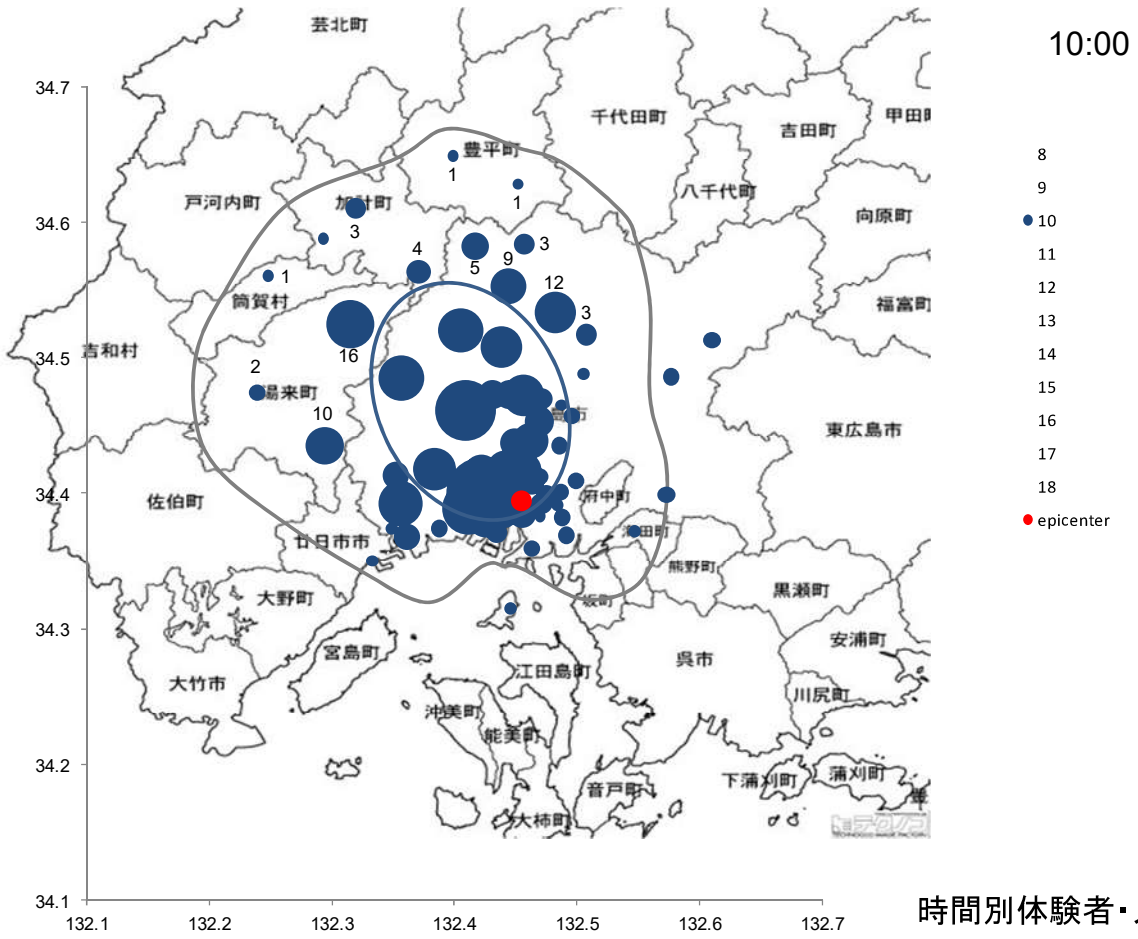 芸北町
10:00
34.7
千代田町
吉田町
豊平町
1
8
戸河内町
加計町
1
八千代町
9
向原町
34.6
10
3
4
5
9
3
11
1
筒賀村
12
3
福富町
12
13
吉和村
34.5
16
14
2
湯来町
15
10
島市
東広島市
16
17
佐伯町
34.4
府中町
18
廿日市市
海田町
epicenter
熊野町
大野町
坂町
黒瀬町
34.3
宮島町
安浦町
大竹市
江田島町
呉市
川尻町
沖美町
能美町
34.2
音戸町
下蒲刈町
蒲刈町
大柿町
テクノコ
34.1
132.1
132.2
132.3
132.4
132.5
132.6
132.7
時間別体験者・